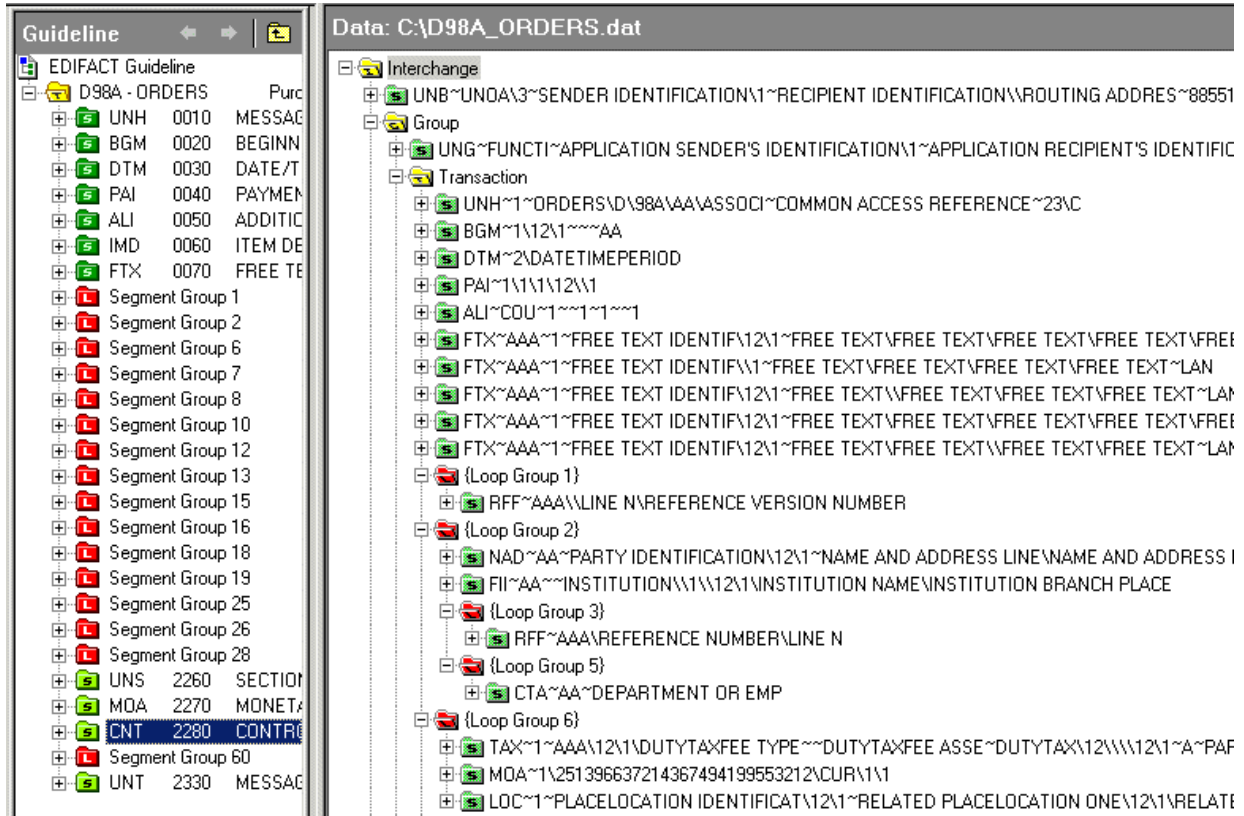 Guideline
EDIFACT Guideline
D98A - ORDERS Purc
UNH 0010 MESSAG
BGM 0020 BEGINN
DTM 0030 DATE/T
PAI 0040 PAYMEN
ALI 0050 ADDITIC
IMD 0060 ITEM DE
FTX 0070 FREE TE
Segment Group 1
Segment Group 2
Segment Group 6
Segment Group 7
Segment Group 8
Segment Group 10
Segment Group 12
Segment Group 13
Segment Group 15
Segment Group 16
Segment Group 18
Segment Group 19
Segment Group 25
Segment Group 26
Segment Group 28
UNS 2260 SECTION
MOA 2270 MONETA
CNT 2280 CONTRO
Segment Group 60
UNT 2330 MESSAG
Data: C:\D98A_ORDERS.dat
Interchange
UNB~UNOA\3~SENDER IDENTIFICATION\1~RECIPIENT IDENTIFICATION\\ROUTING ADDRES~88551
Group
UNG~FUNCTI~APPLICATION SENDER'S IDENTIFICATION\1~APPLICATION RECIPIENT'S IDENTIFIC
Transaction
UNH~1~ORDERS\D\98A\AA\ASSOCI~COMMON ACCESS REFERENCE~23\C
BGM~1\12\1~~~AA
DTM~2\DATETIMEPERIOD
PAI~1\1\1\12\\1
ALI~COU~1~~1~1~~1
FTX~AAA~1~FREE TEXT IDENTIF\12\1~FREE TEXT\FREE TEXT\FREE TEXT\FREE TEXT\FREE
FTX~AAA~1~FREE TEXT IDENTIF\\1~FREE TEXT\FREE TEXT\FREE TEXT\FREE TEXT~LAN
FTX~AAA~1~FREE TEXT IDENTIF\12\1~FREE TEXT\\FREE TEXT\FREE TEXT\FREE TEXT~LAN
FTX~AAA~1~FREE TEXT IDENTIF\12\1~FREE TEXT\FREE TEXT\FREE TEXT\FREE TEXT\FREE
FTX~AAA~1~FREE TEXT IDENTIF\12\1~FREE TEXT\FREE TEXT\\FREE TEXT\FREE TEXT~LAN
{Loop Group 1}
RFF~AAA\\LINE N\REFERENCE VERSION NUMBER
{Loop Group 2}
NAD~AA~PARTY IDENTIFICATION\12\1~NAME AND ADDRESS LINE\NAME AND ADDRESS
FII~AA~~INSTITUTION\\1\\12\1\INSTITUTION NAME\INSTITUTION BRANCH PLACE
{Loop Group 3}
RFF~AAA\REFERENCE NUMBER\LINE N
{Loop Group 5}
CTA~AA~DEPARTMENT OR EMP
{Loop Group 6}
TAX~1~AAA\12\1\DUTYTAXFEE TYPE~~DUTYTAXFEE ASSE~DUTYTAX\12\\\\12\1~A~PAR
MOA~1\251396637214367494199553212\CUR\1\1
LOC~1~PLACELOCATION IDENTIFICAT\12\1~RELATED PLACELOCATION ONE\12\1\RELATE